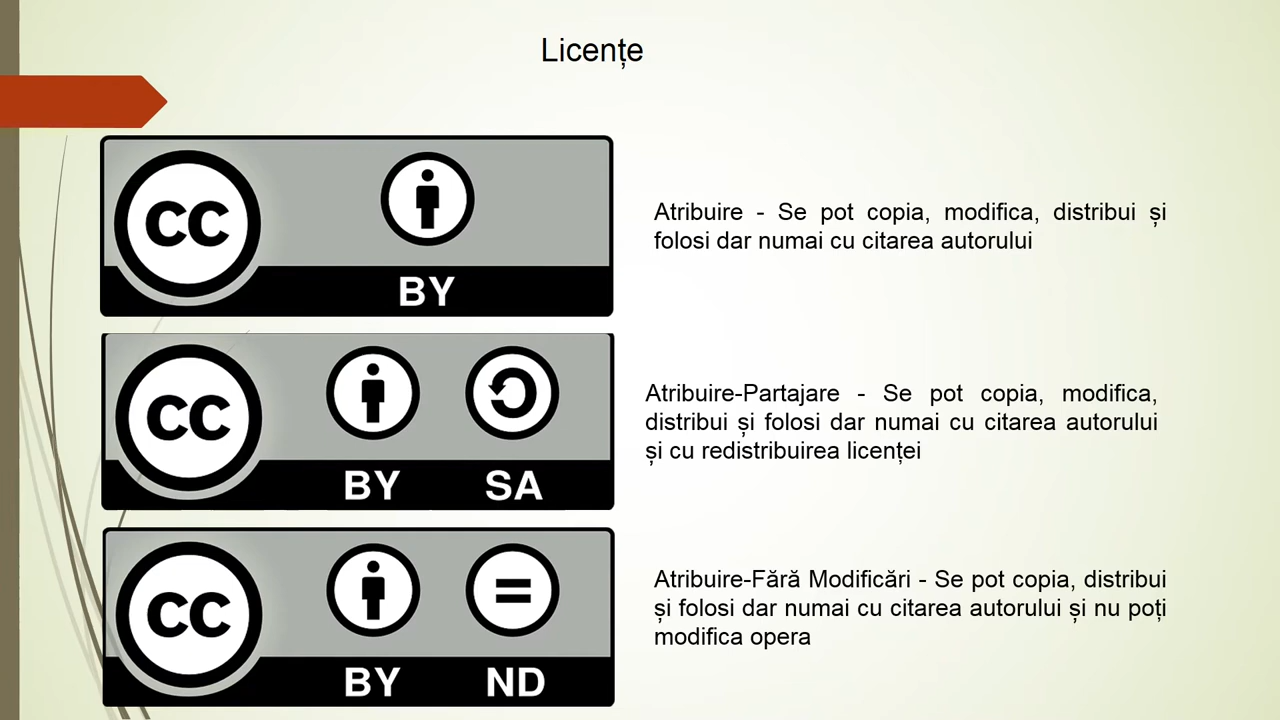 Licențe
CC
BY
Atribuire - Se pot copia, modifica, distribui și
folosi dar numai cu citarea autorului
CC
BY SA
Atribuire-Partajare - Se pot copia, modifica,
distribui și folosi dar numai cu citarea autorului
și cu redistribuirea licenței
CC
BY ND
Atribuire-Fără Modificări - Se pot copia, distribui
și folosi dar numai cu citarea autorului și nu poți
modifica opera